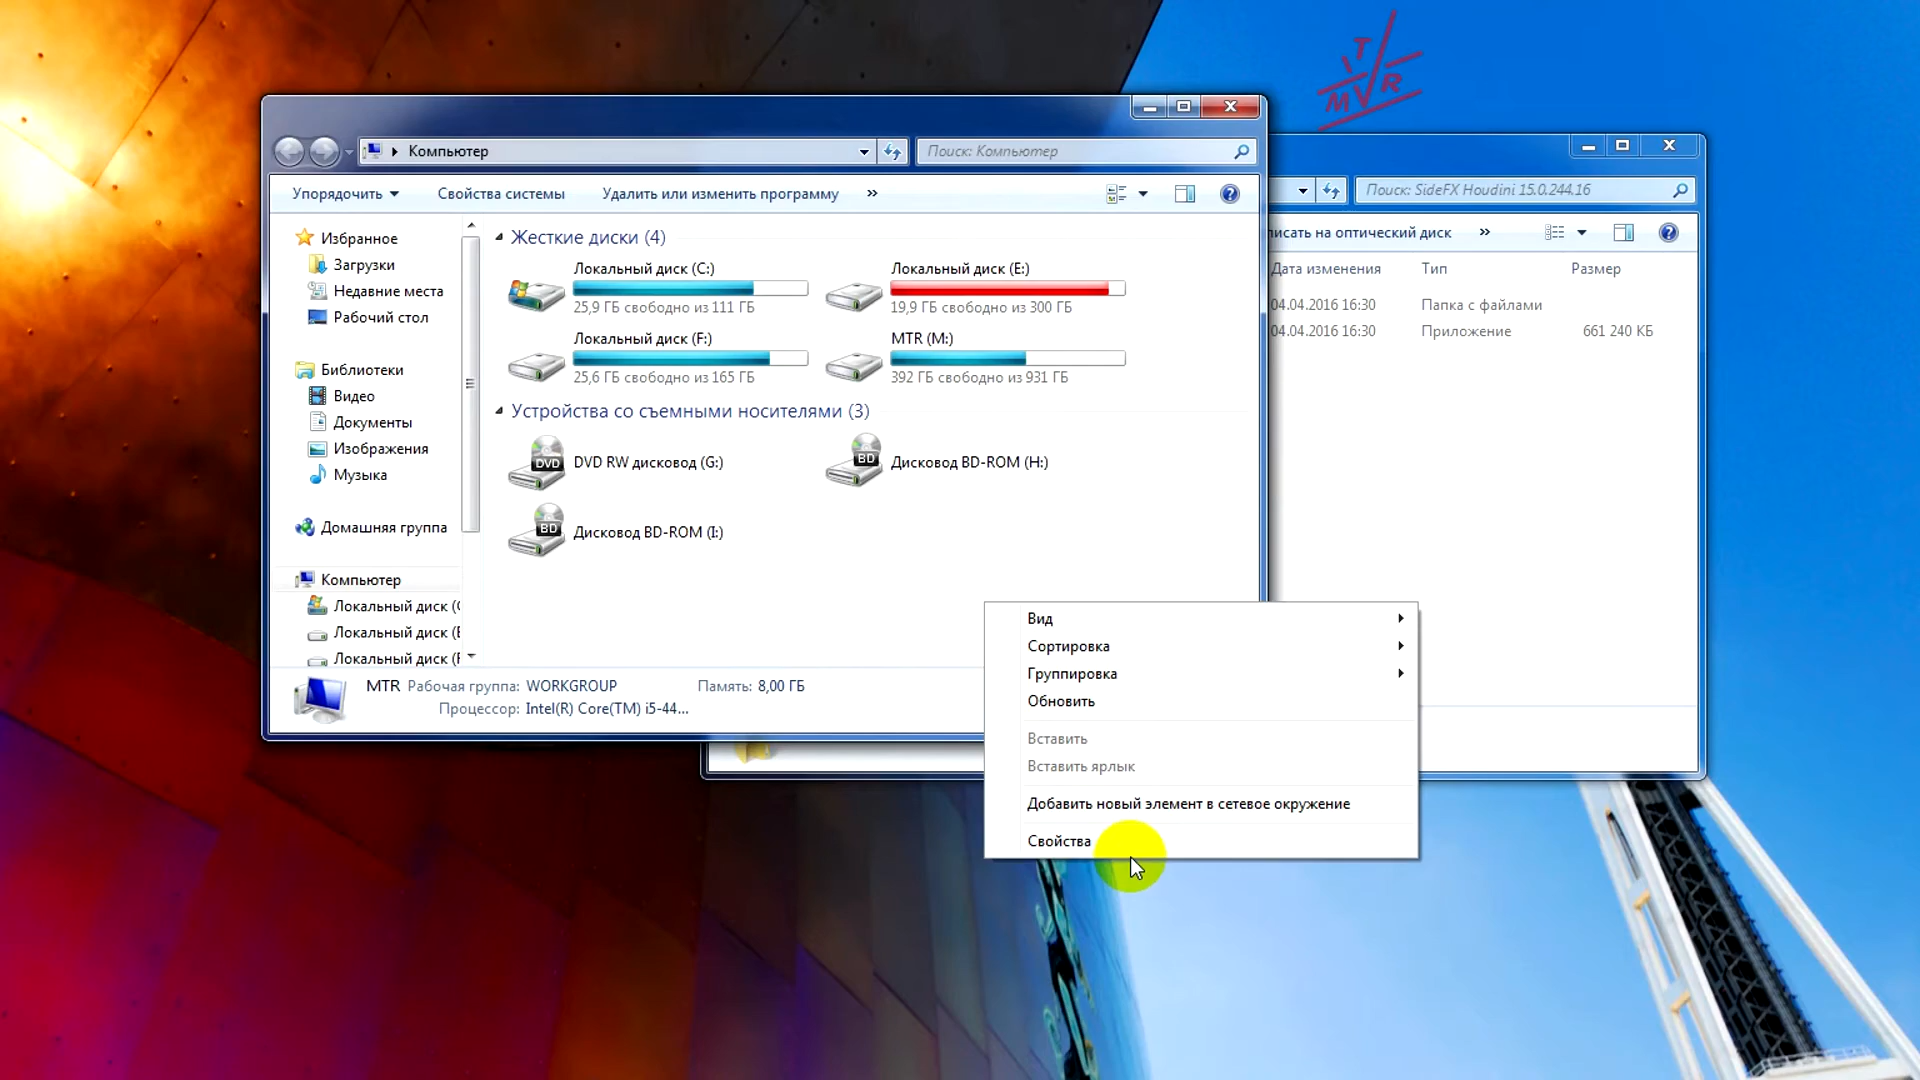 T
MVR
Компьютер
Поиск: Компьютер
Поиск: SideFX Houdini 15.0.244.16
Упорядочить
Свойства системы
Удалить или изменить программу
»
писать на оптический диск
»
Избранное
Загрузки
Недавние места
Рабочий стол
Библиотеки
Видео
Документы
Изображения
Музыка
Домашняя группа
Компьютер
Локальный диск (
Локальный диск (
Локальный диск (
Жесткие диски (4)
Локальный диск (C:)
25,9 ГБ свободно из 111 ГБ
Локальный диск (E:)
19,9 ГБ свободно из 300 ГБ
Локальный диск (F:)
25,6 ГБ свободно из 165 ГБ
MTR (M:)
392 ГБ свободно из 931 ГБ
Устройства со съемными носителями (3)
DVD
DVD RW дисковод (G:)
BD
Дисковод BD-ROM (H:)
BD
Дисковод BD-ROM (I:)
MTR Рабочая группа: WORKGROUP Память: 8,00 ГБ
Процессор: Intel(R) Core(TM) i5-44...
Дата изменения Тип Размер
04.04.2016 16:30 Папка с файлами
04.04.2016 16:30 Приложение 661 240 КБ
Вид
Сортировка
Группировка
Обновить
Вставить
Вставить ярлык
Добавить новый элемент в сетевое окружение
Свойства